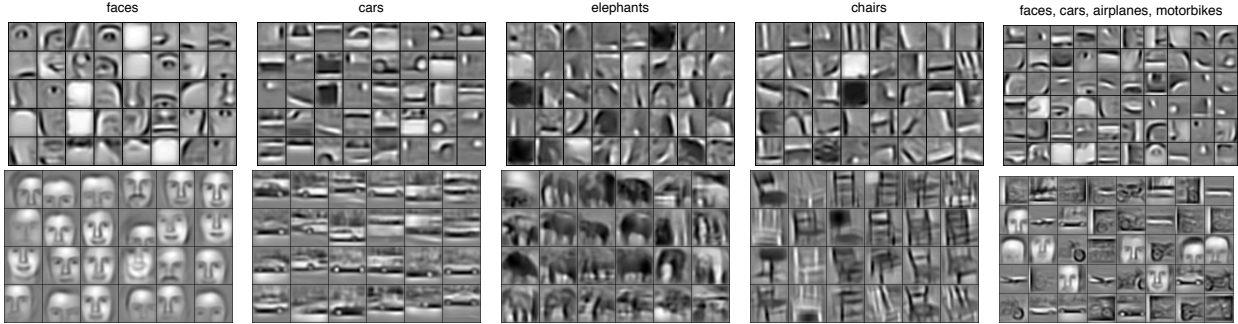 faces
cars
elephants
chairs
faces, cars, airplanes, motorbikes